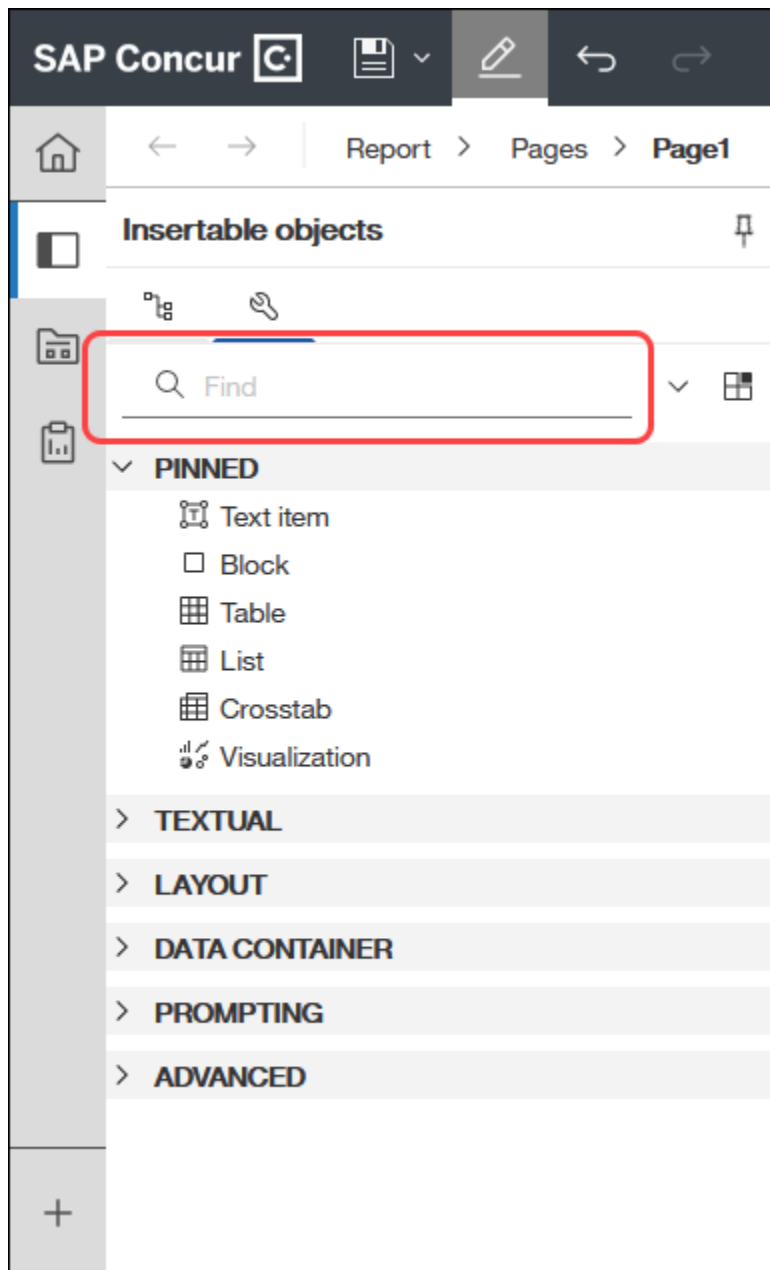 SAP Concur
Report > Pages > Page1
Insertable objects
Find
PINNED
Text item
Block
Table
List
Crosstab
Visualization
TEXTUAL
LAYOUT
DATA CONTAINER
PROMPTING
ADVANCED